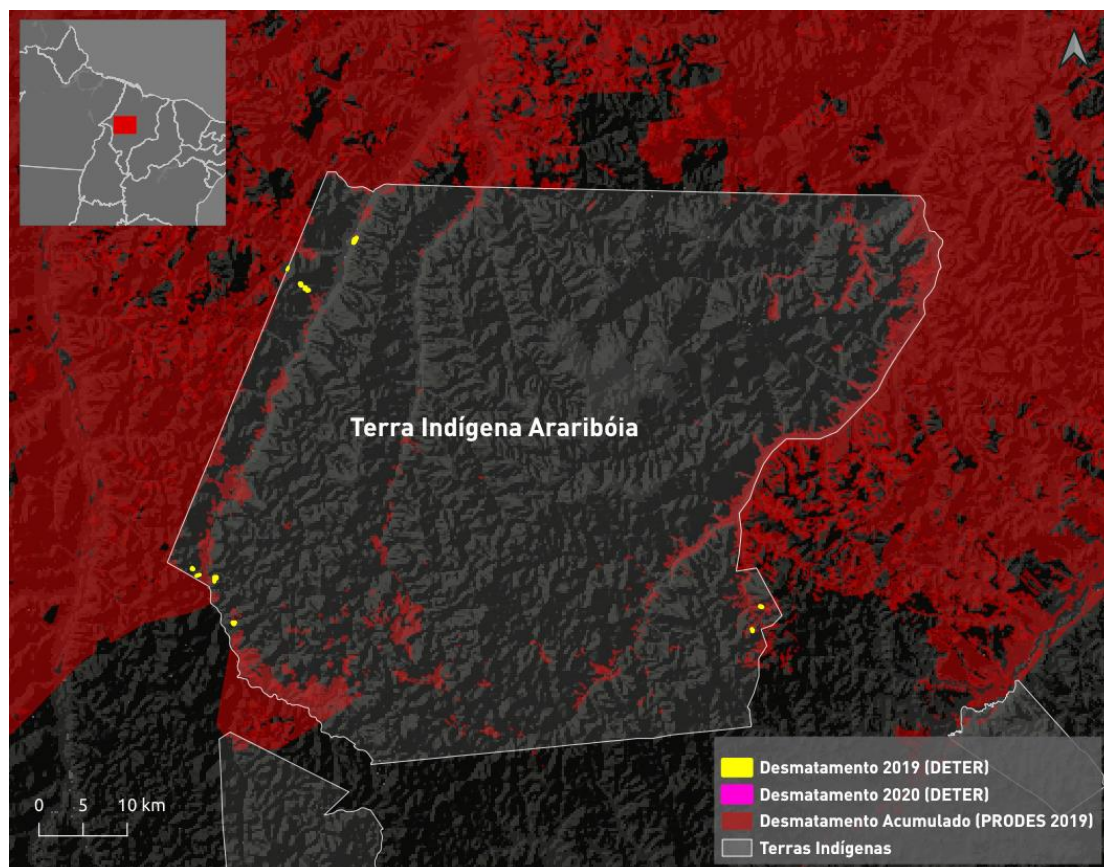 Terra Indígena Araribóia
0 5 10 km
Desmatamento 2019 (DETER)
Desmatamento 2020 (DETER)
Desmatamento Acumulado (PRODES 2019)
Terras Indígenas